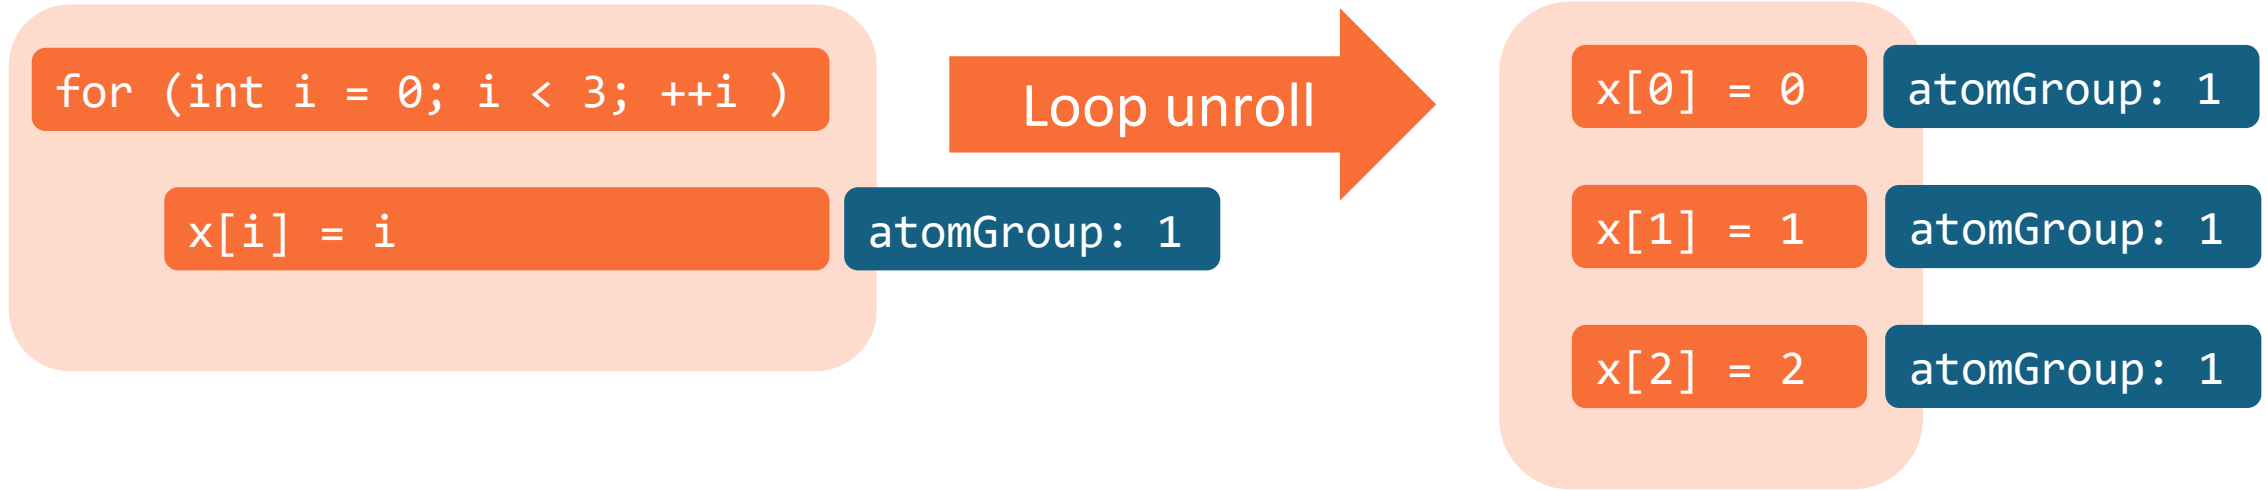 for (int i = 0; i < 3; ++i )
x[i] = i
atomGroup: 1
Loop unroll
x[0] = 0
atomGroup: 1
x[1] = 1
atomGroup: 1
x[2] = 2
atomGroup: 1